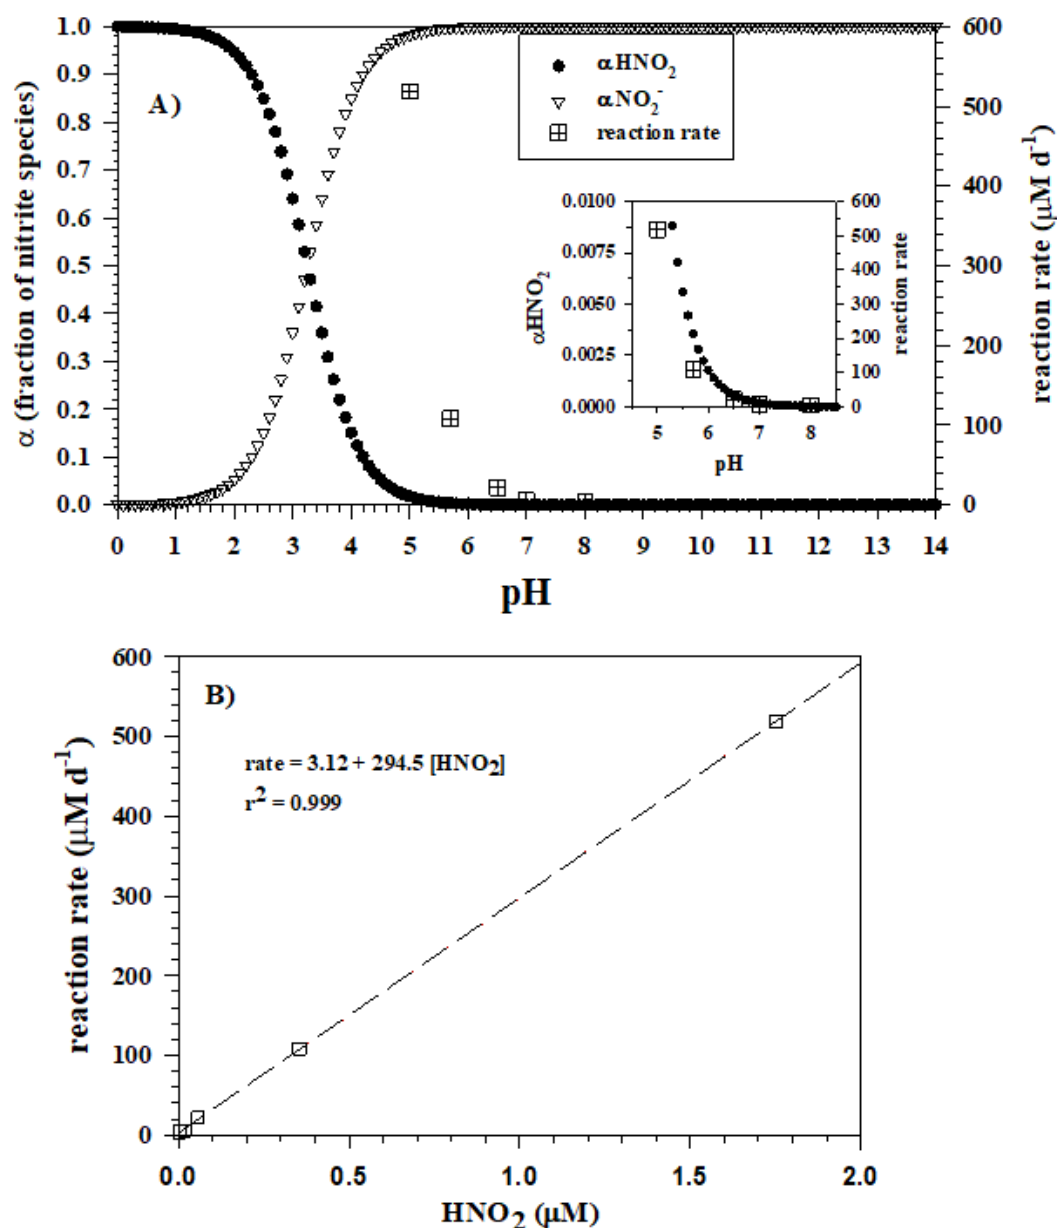 A)
αHNO2
αNO2-
reaction rate
α (fraction of nitrite species)
1.0
0.9
0.8
0.7
0.6
0.5
0.4
0.3
0.2
0.1
0.0
reaction rate (μM d-1)
600
500
400
300
200
100
0
0 1 2 3 4 5 6 7 8 9 10 11 12 13 14
pH
αHNO2
0.0100
0.0075
0.0050
0.0025
0.0000
reaction rate
600
500
400
300
200
100
0
5 6 7 8
pH
B)
rate = 3.12 + 294.5 [HNO2]
r2 = 0.999
reaction rate (μM d-1)
600
500
400
300
200
100
0
0.0 0.5 1.0 1.5 2.0
HNO2 (μM)